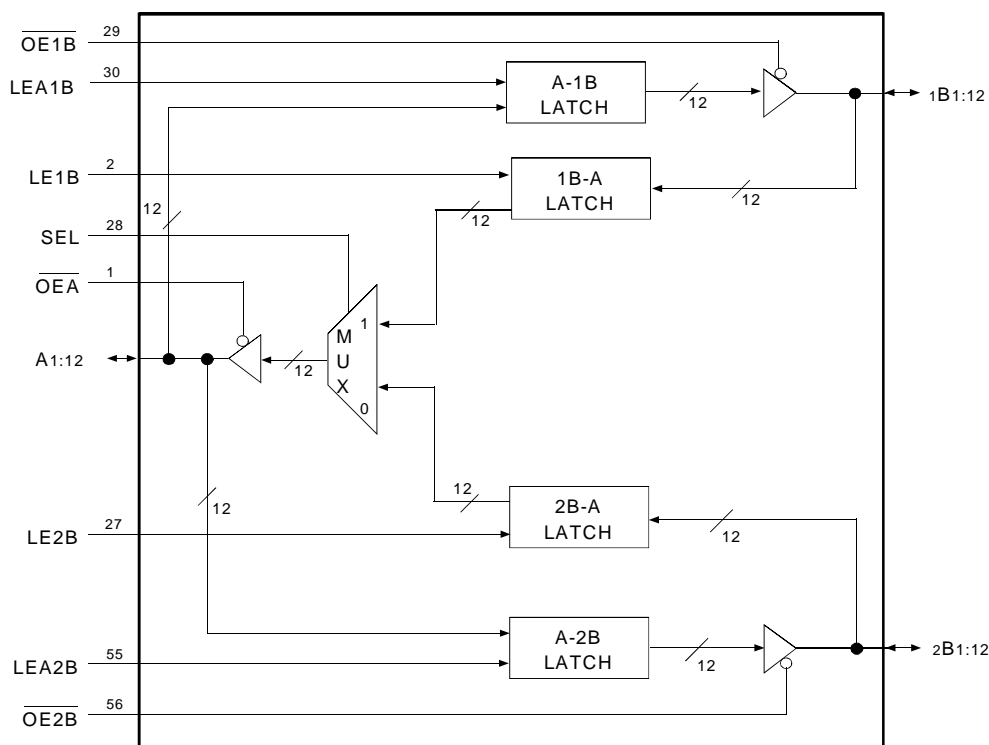 OE1B 29
LEA1B 30
A-1B
LATCH
12
1B1:12
LE1B 2
1B-A
LATCH
12
12
12
SEL 28
OEA 1
1
M
U
X
0
A1:12
12
12
12
2B-A
LATCH
12
LE2B 27
A-2B
LATCH
12
2B1:12
LEA2B 55
OE2B 56